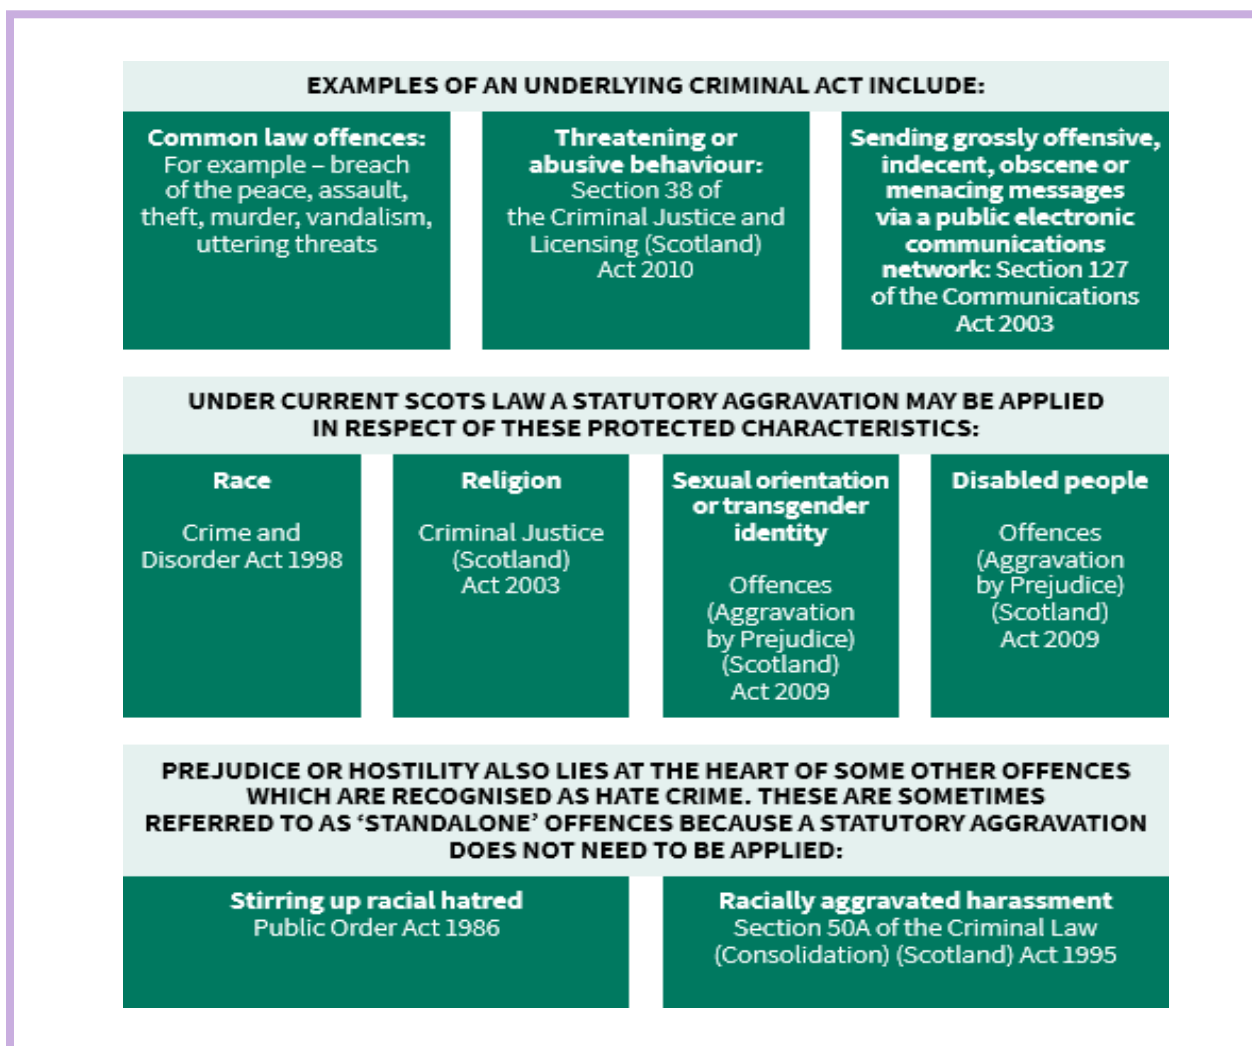 EXAMPLES OF AN UNDERLYING CRIMINAL ACT INCLUDE:
Common law offences:
For example – breach
of the peace, assault,
theft, murder, vandalism,
uttering threats
Threatening or
abusive behaviour:
Section 38 of
the Criminal Justice and
Licensing (Scotland)
Act 2010
Sending grossly offensive,
indecent, obscene or
menacing messages
via a public electronic
communications
network: Section 127
of the Communications
Act 2003
UNDER CURRENT SCOTS LAW A STATUTORY AGGRAVATION MAY BE APPLIED
IN RESPECT OF THESE PROTECTED CHARACTERISTICS:
Race
Crime and
Disorder Act 1998
Religion
Criminal Justice
(Scotland)
Act 2003
Sexual orientation
or transgender
identity
Offences
(Aggravation
by Prejudice)
(Scotland)
Act 2009
Disabled people
Offences
(Aggravation
by Prejudice)
(Scotland)
Act 2009
PREJUDICE OR HOSTILITY ALSO LIES AT THE HEART OF SOME OTHER OFFENCES
WHICH ARE RECOGNISED AS HATE CRIME. THESE ARE SOMETIMES
REFERRED TO AS ‘STANDALONE’ OFFENCES BECAUSE A STATUTORY AGGRAVATION
DOES NOT NEED TO BE APPLIED:
Stirring up racial hatred
Public Order Act 1986
Racially aggravated harassment
Section 50A of the Criminal Law
(Consolidation) (Scotland) Act 1995